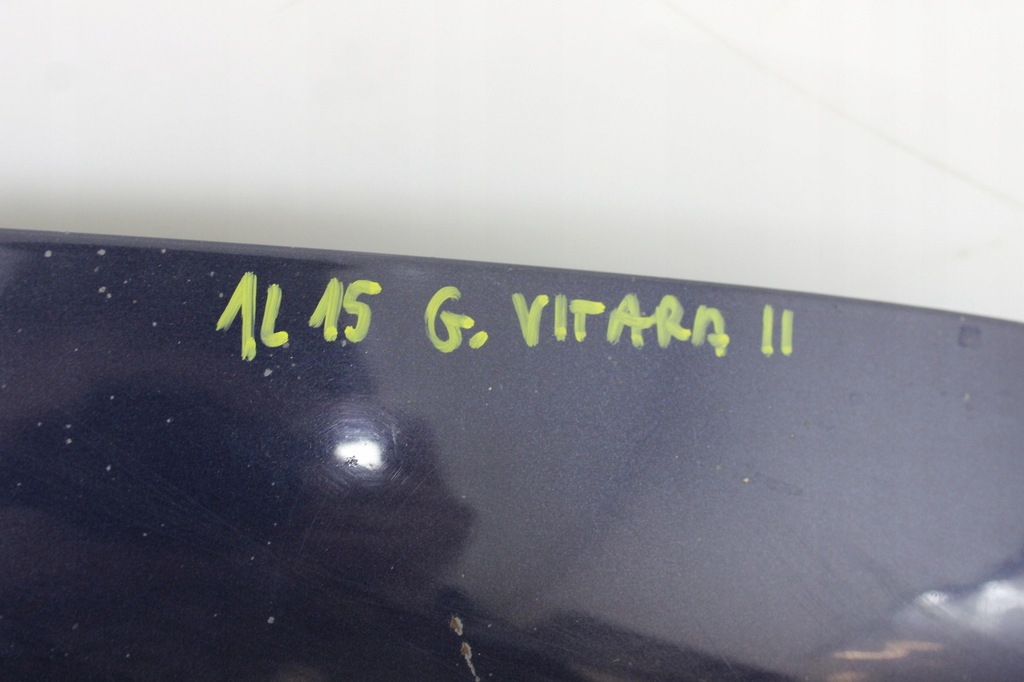 1L 15 G. VITARA II